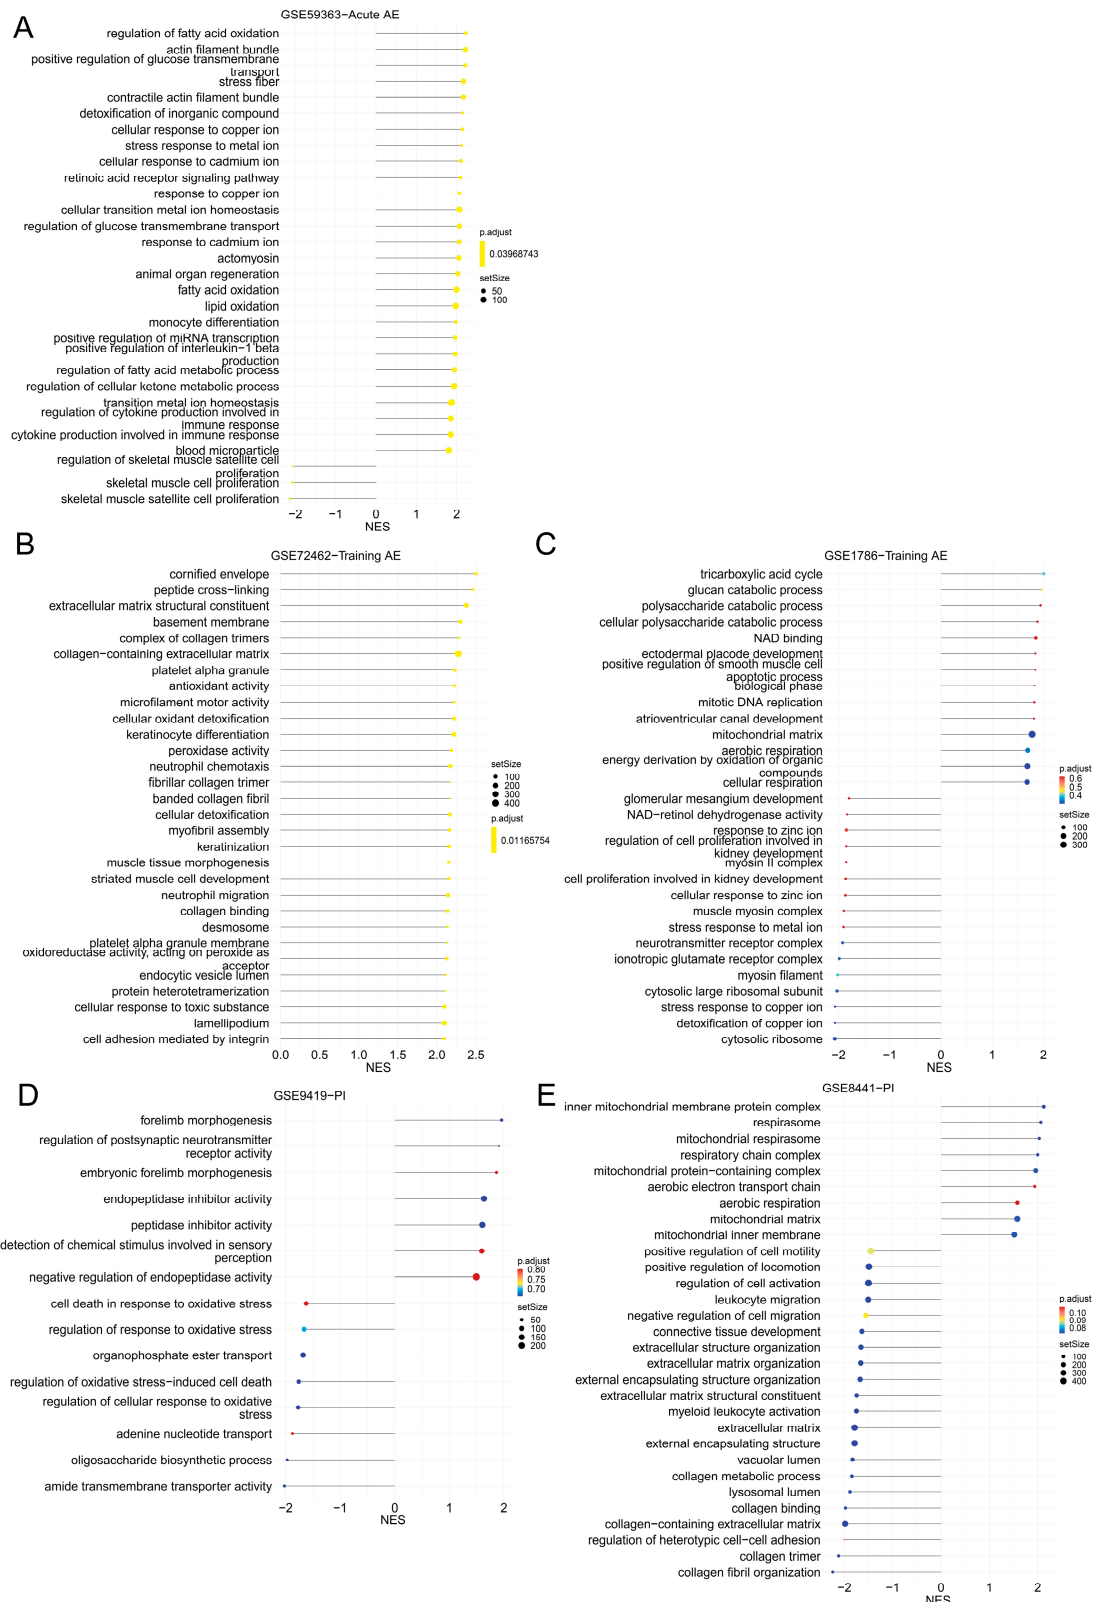 A
GSE59363−Acute AE
regulation of fatty acid oxidation
actin filament bundle
positive regulation of glucose transmembrane
transport
stress fiber
contractile actin filament bundle
detoxification of inorganic compound
cellular response to copper ion
stress response to metal ion
cellular response to cadmium ion
retinoic acid receptor signaling pathway
response to copper ion
cellular transition metal ion homeostasis
regulation of glucose transmembrane transport
response to cadmium ion
actomyosin
animal organ regeneration
fatty acid oxidation
lipid oxidation
monocyte differentiation
positive regulation of miRNA transcription
positive regulation of interleukin−1 beta
production
regulation of fatty acid metabolic process
regulation of cellular ketone metabolic process
transition metal ion homeostasis
regulation of cytokine production involved in
immune response
cytokine production involved in immune response
blood microparticle
regulation of skeletal muscle satellite cell
proliferation
skeletal muscle cell proliferation
skeletal muscle satellite cell proliferation
−2 −1 0 1 2
NES
p.adjust
0.03968743
setSize
50
100
B
GSE72462−Training AE
cornified envelope
peptide cross−linking
extracellular matrix structural constituent
basement membrane
complex of collagen trimers
collagen−containing extracellular matrix
platelet alpha granule
antioxidant activity
microfilament motor activity
cellular oxidant detoxification
keratinocyte differentiation
peroxidase activity
neutrophil chemotaxis
fibrillar collagen trimer
banded collagen fibril
cellular detoxification
myofibril assembly
keratinization
muscle tissue morphogenesis
striated muscle cell development
neutrophil migration
collagen binding
desmosome
platelet alpha granule membrane
oxidoreductase activity, acting on peroxide as
acceptor
endocytic vesicle lumen
protein heterotetramerization
cellular response to toxic substance
lamellipodium
cell adhesion mediated by integrin
0.0 0.5 1.0 1.5 2.0 2.5
NES
setSize
100
200
300
400
p.adjust
0.01165754
C
GSE1786−Training AE
tricarboxylic acid cycle
glucan catabolic process
polysaccharide catabolic process
cellular polysaccharide catabolic process
NAD binding
ectodermal placode development
positive regulation of smooth muscle cell
apoptotic process
biological phase
mitotic DNA replication
atrioventricular canal development
mitochondrial matrix
aerobic respiration
energy derivation by oxidation of organic
compounds
cellular respiration
glomerular mesangium development
NAD−retinol dehydrogenase activity
response to zinc ion
regulation of cell proliferation involved in
kidney development
myosin II complex
cell proliferation involved in kidney development
cellular response to zinc ion
muscle myosin complex
stress response to metal ion
neurotransmitter receptor complex
ionotropic glutamate receptor complex
myosin filament
cytosolic large ribosomal subunit
stress response to copper ion
detoxification of copper ion
cytosolic ribosome
−2 −1 0 1 2
NES
p.adjust
0.6
0.5
0.4
setSize
100
200
300
D
GSE9419−PI
forelimb morphogenesis
regulation of postsynaptic neurotransmitter
receptor activity
embryonic forelimb morphogenesis
endopeptidase inhibitor activity
peptidase inhibitor activity
detection of chemical stimulus involved in sensory
perception
negative regulation of endopeptidase activity
cell death in response to oxidative stress
regulation of response to oxidative stress
organophosphate ester transport
regulation of oxidative stress−induced cell death
regulation of cellular response to oxidative
stress
adenine nucleotide transport
oligosaccharide biosynthetic process
amide transmembrane transporter activity
−2 −1 0 1 2
NES
p.adjust
0.80
0.75
0.70
setSize
50
100
150
200
E
GSE8441−PI
inner mitochondrial membrane protein complex
respirasome
mitochondrial respirasome
respiratory chain complex
mitochondrial protein−containing complex
aerobic electron transport chain
aerobic respiration
mitochondrial matrix
mitochondrial inner membrane
positive regulation of cell motility
positive regulation of locomotion
regulation of cell activation
leukocyte migration
negative regulation of cell migration
connective tissue development
extracellular structure organization
extracellular matrix organization
external encapsulating structure organization
extracellular matrix structural constituent
myeloid leukocyte activation
extracellular matrix
external encapsulating structure
vacuolar lumen
collagen metabolic process
lysosomal lumen
collagen binding
collagen−containing extracellular matrix
regulation of heterotypic cell−cell adhesion
collagen trimer
collagen fibril organization
−2 −1 0 1 2
NES
p.adjust
0.10
0.09
0.08
setSize
100
200
300
400